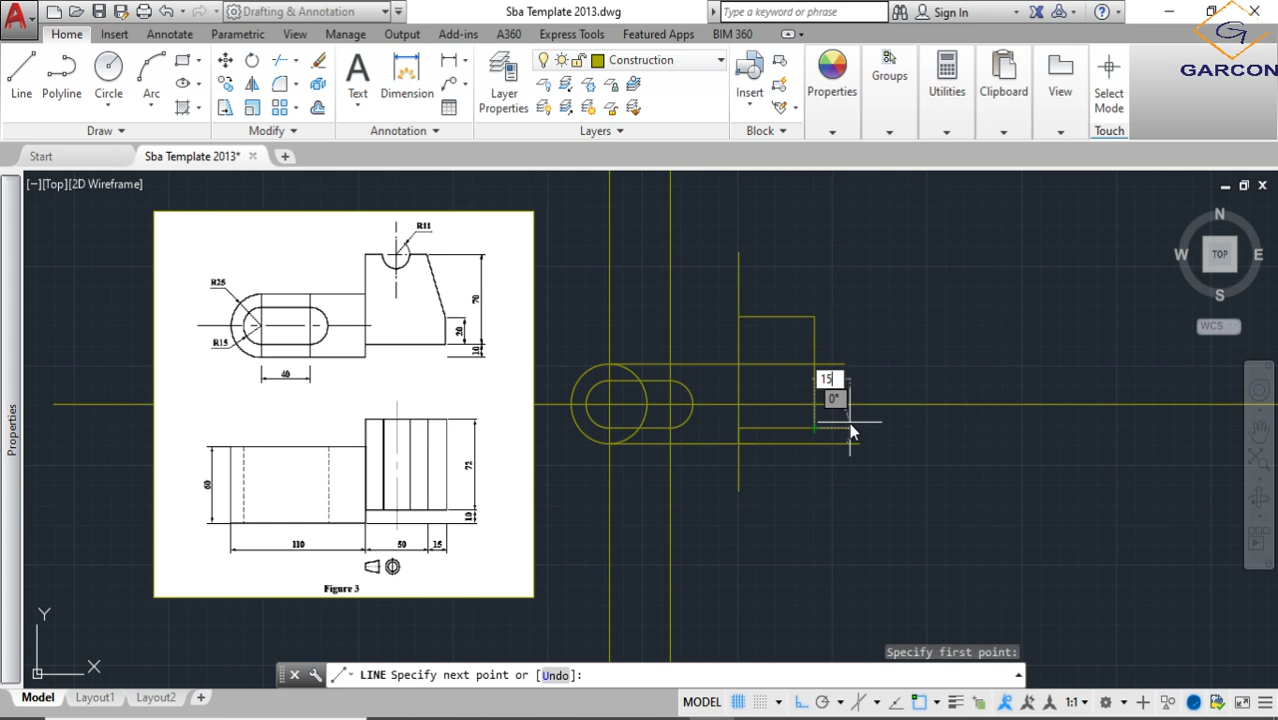 Drafting & Annotation
Sba Template 2013.dwg
Type a keyword or phrase
Sign In
Home
Insert
Annotate
Parametric
View
Manage
Output
Add-ins
A360
Express Tools
Featured Apps
BIM 360
GARCON
Construction
Line
Polyline
Circle
Arc
Text
Dimension
Layer Properties
Insert
Properties
Groups
Utilities
Clipboard
View
Select Mode
Draw
Modify
Annotation
Layers
Block
Touch
Start
Sba Template 2013*
[−][Top][2D Wireframe]
N
W
TOP
E
S
WCS
R11
R25
70
20
R15
10
40
15
0°
60
72
10
110
50
15
Figure 3
Properties
Y
X
Specify first point:
LINE Specify next point or [Undo]:
Model
Layout1
Layout2
MODEL
1:1